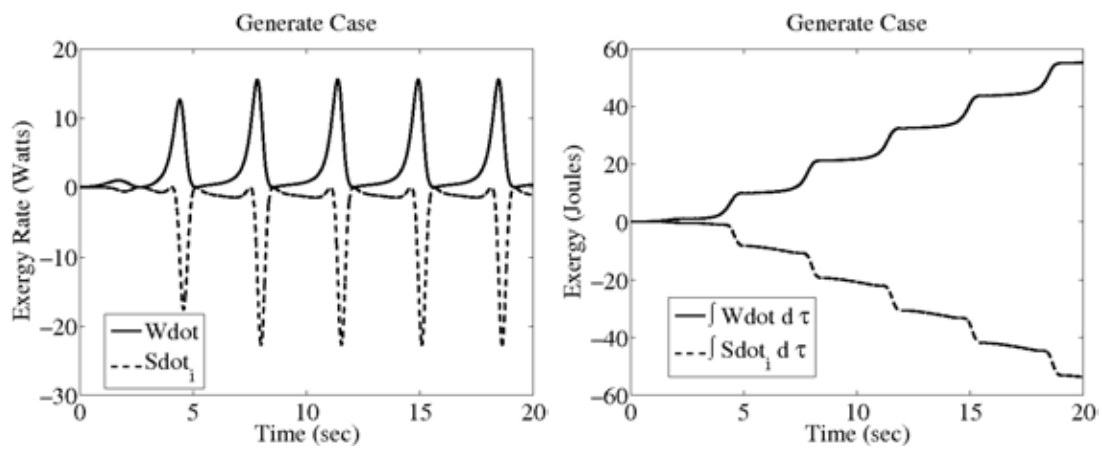 Generate Case
Exergy Rate (Watts)
20
10
0
−10
−20
−30
Wdot
Sdot_i
0 5 10 15 20
Time (sec)
Generate Case
Exergy (Joules)
60
40
20
0
−20
−40
−60
∫ Wdot d τ
∫ Sdot_i d τ
0 5 10 15 20
Time (sec)